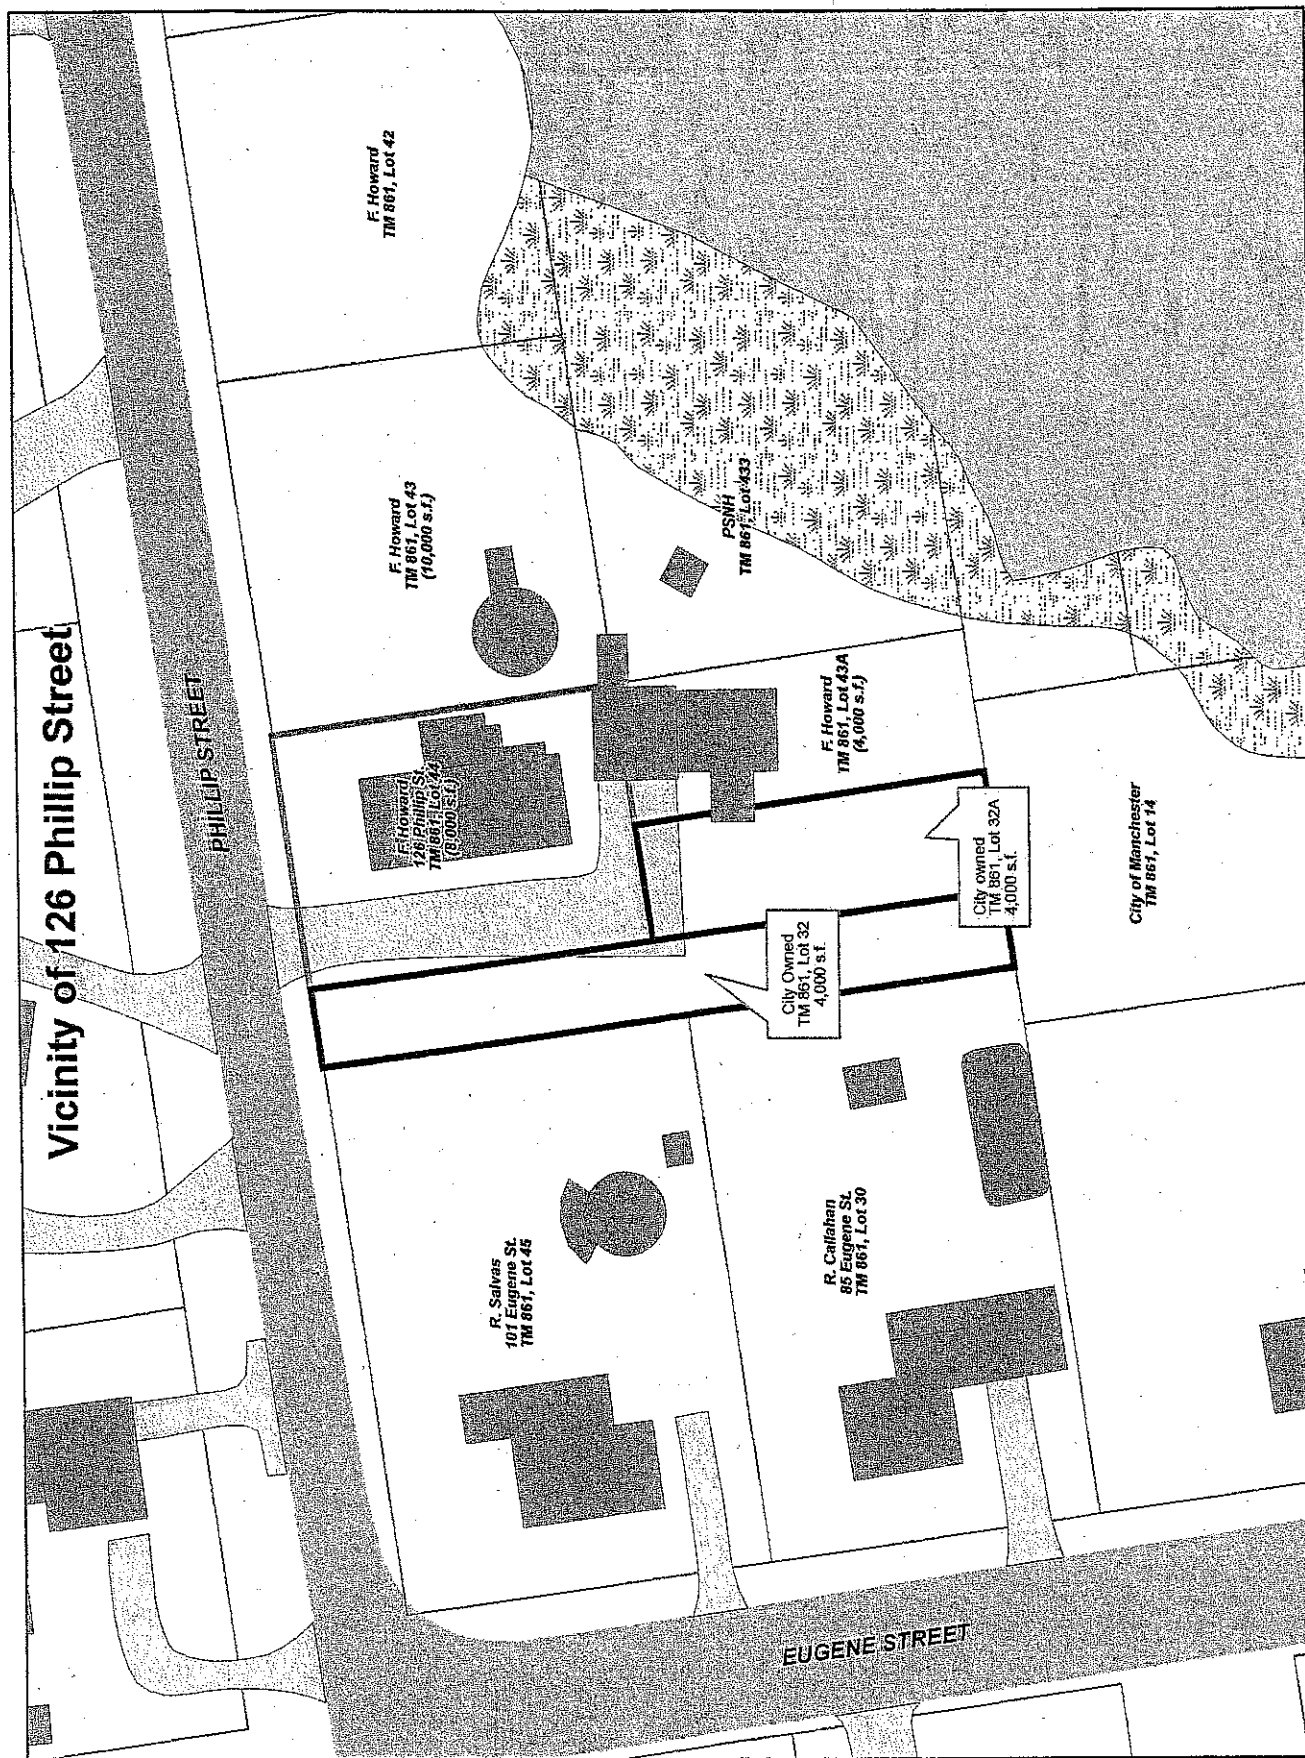 Vicinity of 126 Phillip Street
PHILLIP STREET
F. Howard
TM 861, Lot 42
F. Howard
TM 861, Lot 43
(10,000 s.f.)
F. Howard
126 Phillip St.
TM 861, Lot 44
(8,000 s.f.)
PSNH
TM 861, Lot 433
F. Howard
TM 861, Lot 43A
(4,000 s.f.)
City owned
TM 861, Lot 32A
4,000 s.f.
City Owned
TM 861, Lot 32
4,000 s.f.
City of Manchester
TM 861, Lot 14
R. Salvas
101 Eugene St.
TM 861, Lot 45
R. Callahan
85 Eugene St.
TM 861, Lot 30
EUGENE STREET